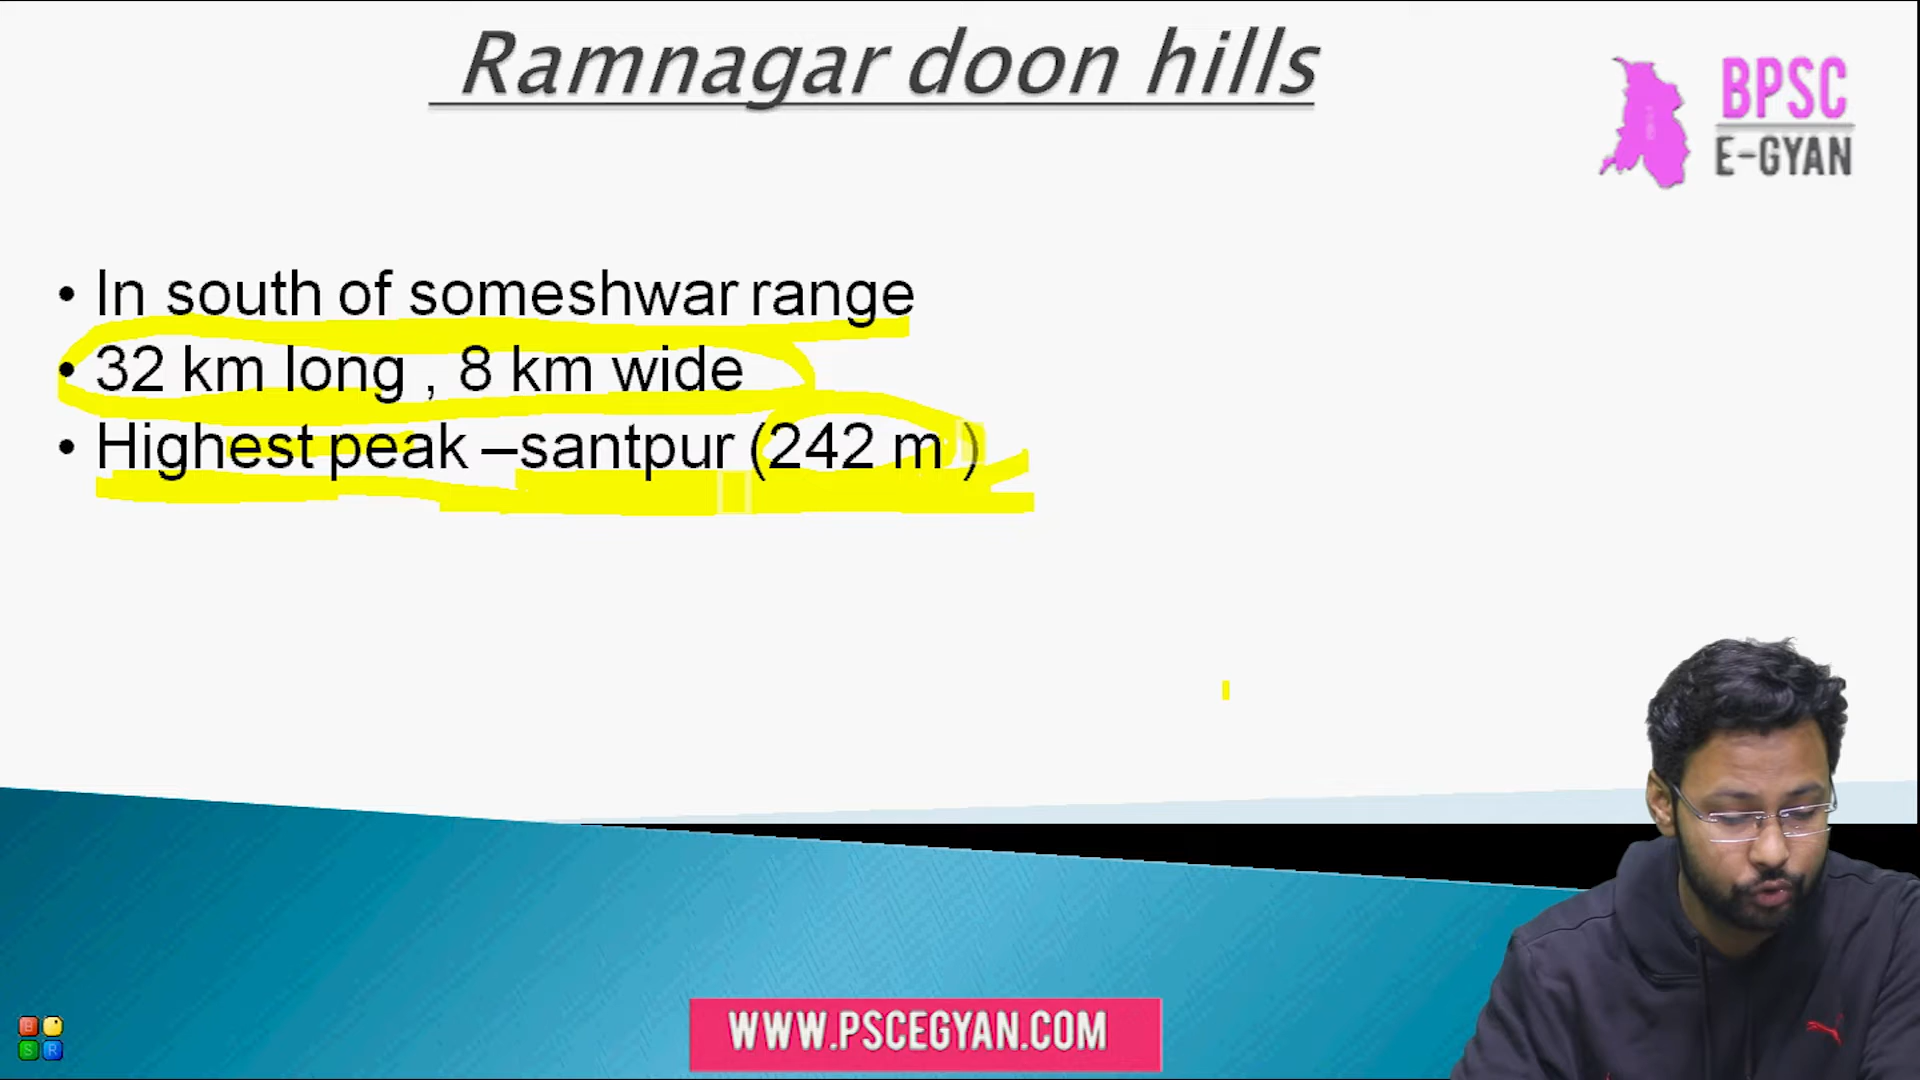 Ramnagar doon hills
BPSC
E-GYAN
• In south of someshwar range
• 32 km long , 8 km wide
• Highest peak –santpur (242 m )
B
S R
WWW.PSCEGYAN.COM